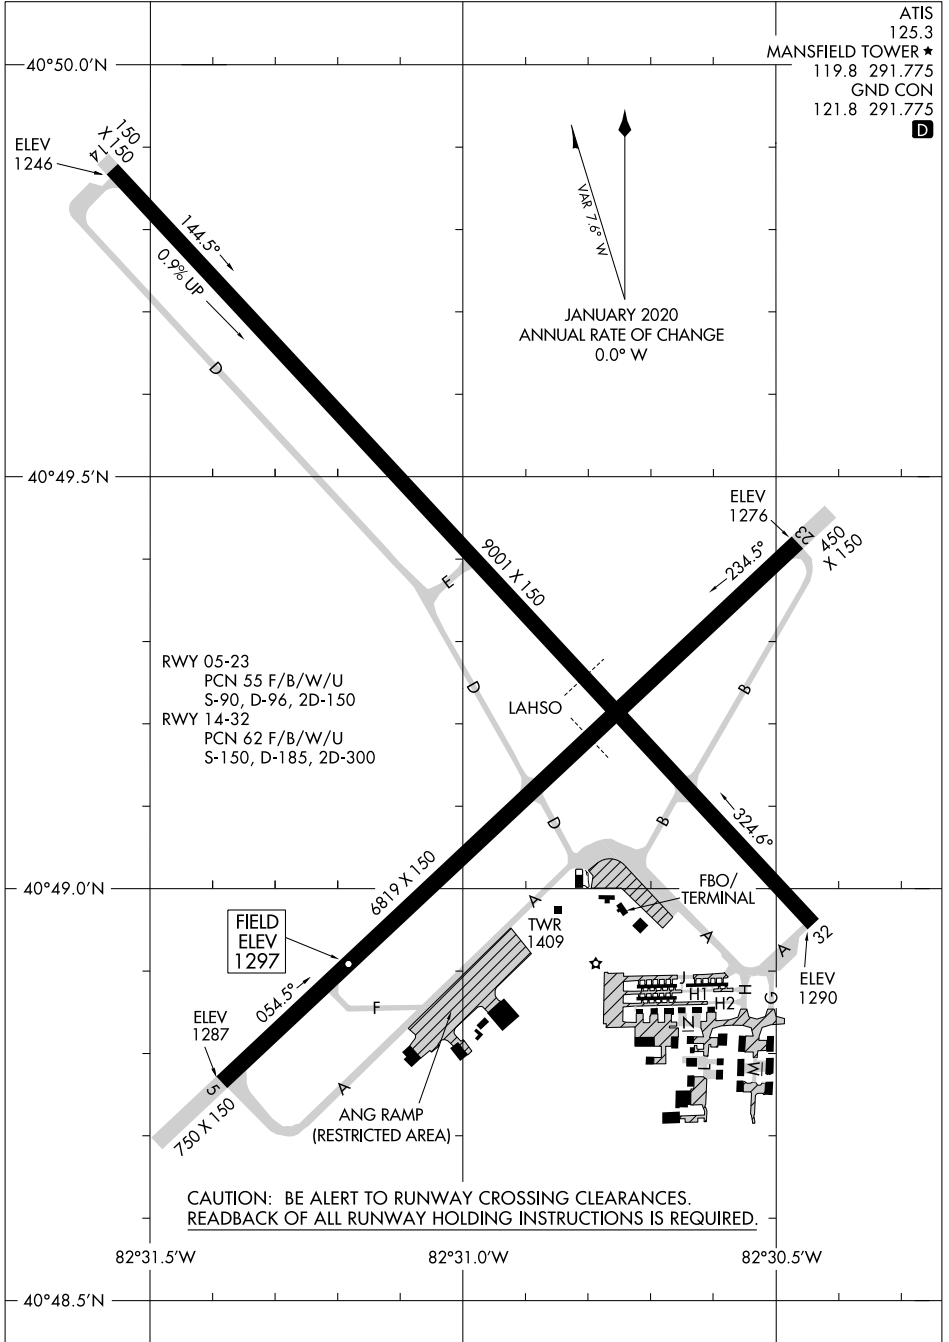 ATIS
125.3
MANSFIELD TOWER ★
119.8 291.775
GND CON
121.8 291.775
D
40°50.0'N
150
X 150
ELEV
1246
14
144.5°
0.9% UP
VAR 7.6° W
JANUARY 2020
ANNUAL RATE OF CHANGE
0.0° W
D
40°49.5'N
ELEV
1276
23
450
X 150
234.5°
9001 X 150
E
RWY 05-23
PCN 55 F/B/W/U
S-90, D-96, 2D-150
RWY 14-32
PCN 62 F/B/W/U
S-150, D-185, 2D-300
D
LAHSO
B
D
B
324.6°
40°49.0'N
6819 X 150
A
FBO/
TERMINAL
TWR
1409
A
A
32
ELEV
1290
FIELD
ELEV
1297
054.5°
F
J
H1
H
H2
G
N
L
W
ELEV
1287
5
750 X 150
A
ANG RAMP
(RESTRICTED AREA)
CAUTION: BE ALERT TO RUNWAY CROSSING CLEARANCES.
READBACK OF ALL RUNWAY HOLDING INSTRUCTIONS IS REQUIRED.
82°31.5'W
82°31.0'W
82°30.5'W
40°48.5'N